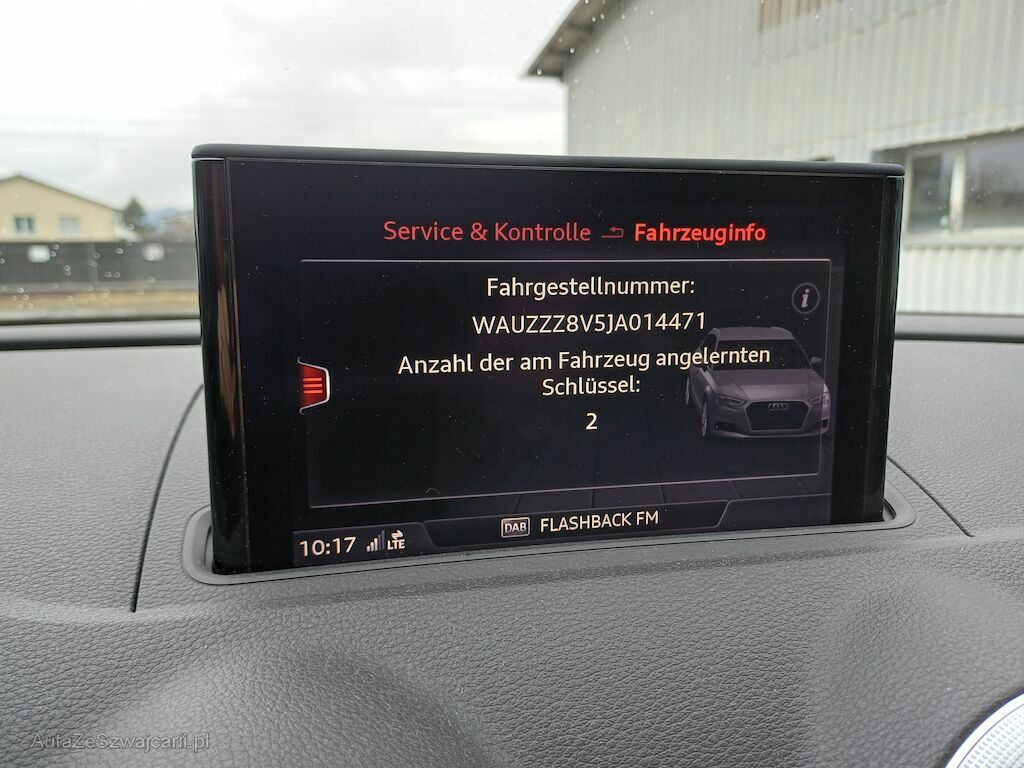 Service & Kontrolle Fahrzeuginfo
Fahrgestellnummer:
WAUZZZ8V5JA014471
Anzahl der am Fahrzeug angelernten
Schlüssel:
2
10:17 LTE DAB FLASHBACK FM
AutaZeSzwajcarii.pl